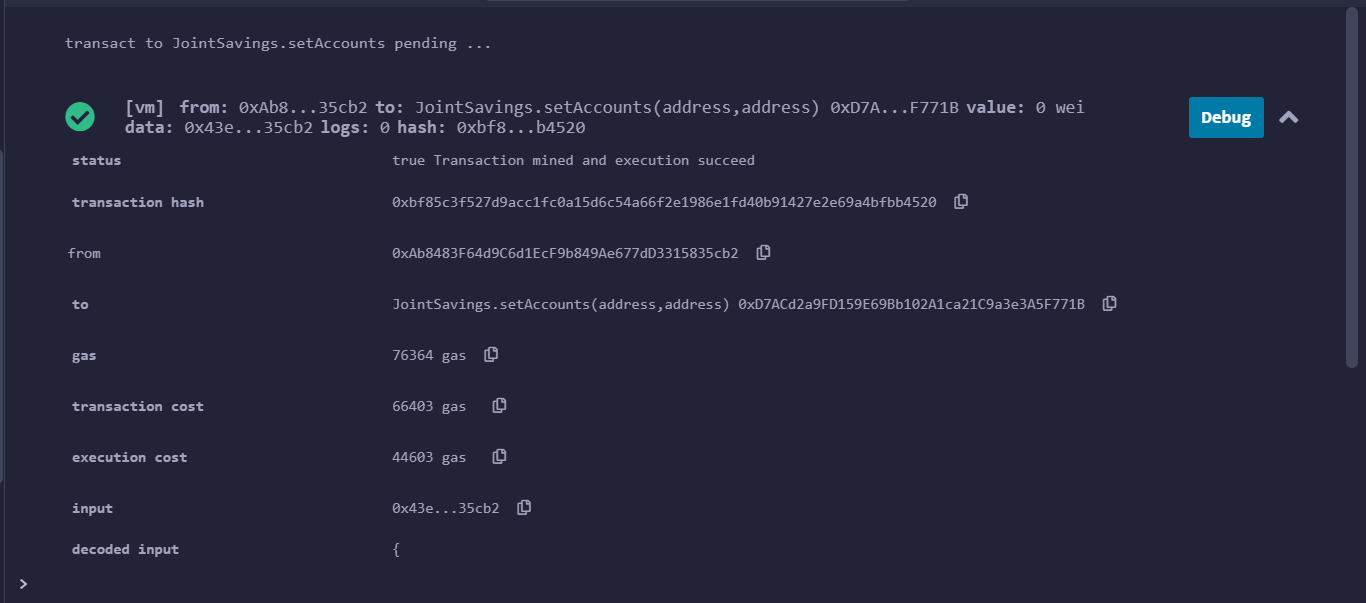 transact to JointSavings.setAccounts pending ...
[vm] from: 0xAb8...35cb2 to: JointSavings.setAccounts(address,address) 0xD7A...F771B value: 0 wei
data: 0x43e...35cb2 logs: 0 hash: 0xbf8...b4520
Debug
status true Transaction mined and execution succeed
transaction hash 0xbf85c3f527d9acc1fc0a15d6c54a66f2e1986e1fd40b91427e2e69a4bfbb4520
from 0xAb8483F64d9C6d1EcF9b849Ae677dD3315835cb2
to JointSavings.setAccounts(address,address) 0xD7ACd2a9FD159E69Bb102A1ca21C9a3e3A5F771B
gas 76364 gas
transaction cost 66403 gas
execution cost 44603 gas
input 0x43e...35cb2
decoded input {
>